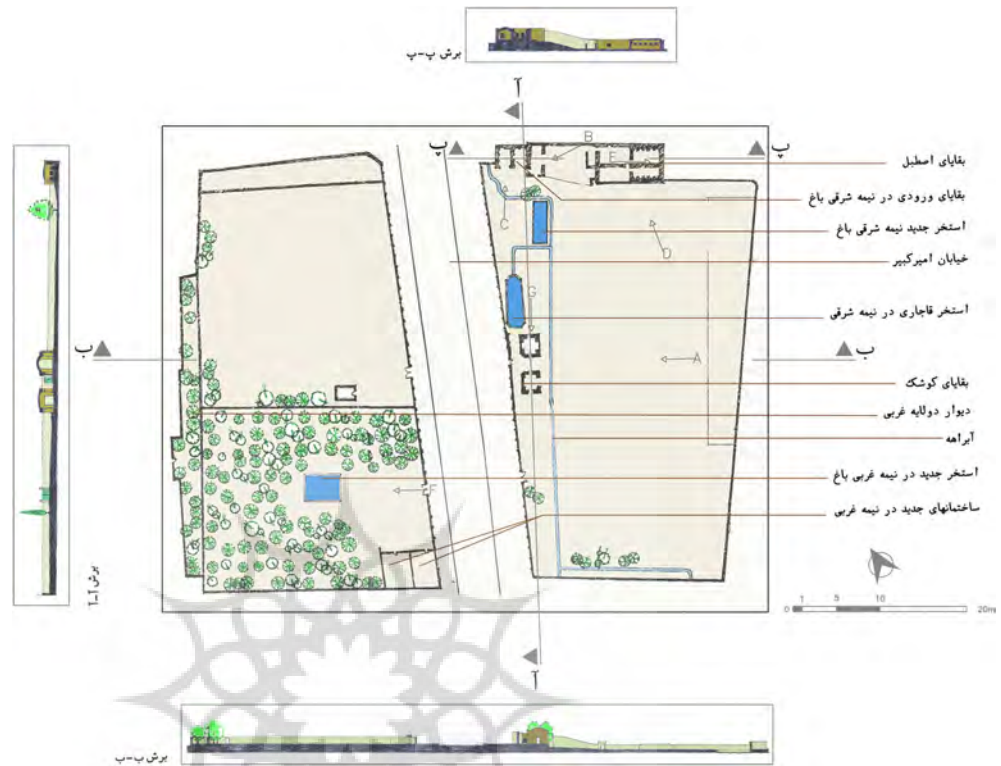 برش پ-پ
آ
پ
پ
B
E
بقایای اصطبل
بقایای ورودی در نیمه شرقی باغ
C
D
استخر جدید نیمه شرقی باغ
خیابان امیرکبیر
G
استخر قاجاری در نیمه شرقی
ب
ب
A
بقایای کوشک
دیوار دولایه غربی
آبراهه
استخر جدید در نیمه غربی باغ
F
ساختمانهای جدید در نیمه غربی
برش آ-آ
0 1 5 10 20m
آ
برش ب-ب